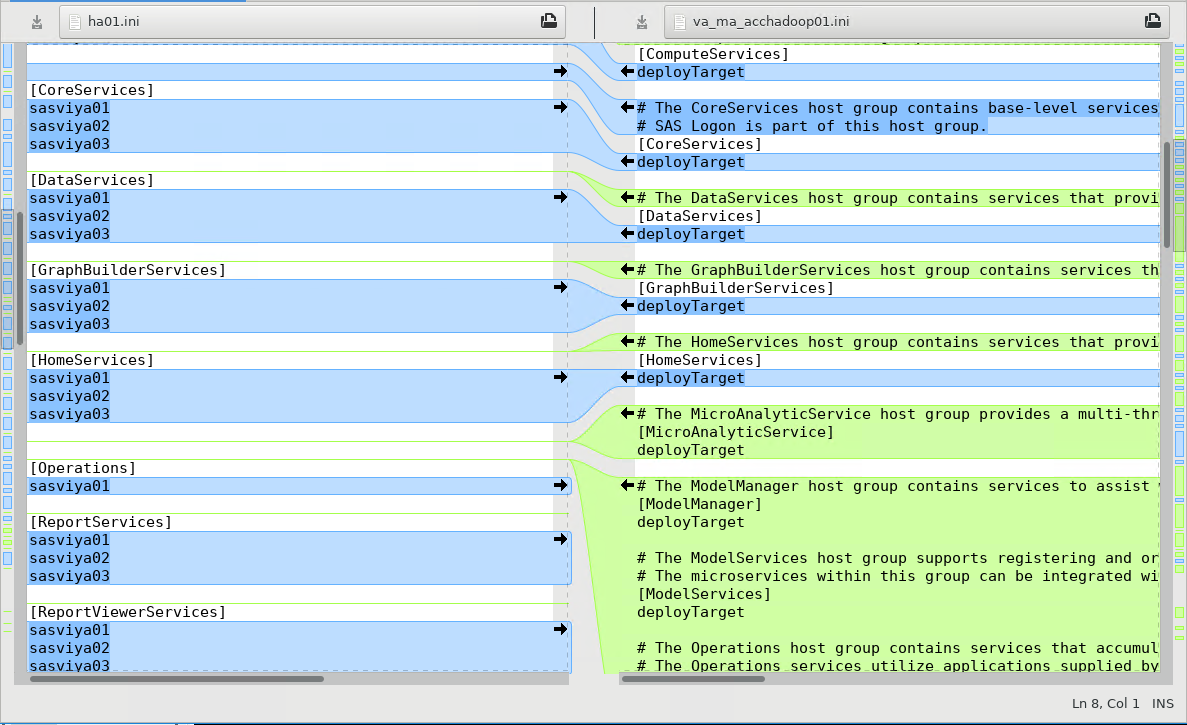 ha01.ini
[CoreServices]
sasviya01
sasviya02
sasviya03
[DataServices]
sasviya01
sasviya02
sasviya03
[GraphBuilderServices]
sasviya01
sasviya02
sasviya03
[HomeServices]
sasviya01
sasviya02
sasviya03
[Operations]
sasviya01
[ReportServices]
sasviya01
sasviya02
sasviya03
[ReportViewerServices]
sasviya01
sasviya02
sasviya03
va_ma_acchadoop01.ini
[ComputeServices]
deployTarget
# The CoreServices host group contains base-level services
# SAS Logon is part of this host group.
[CoreServices]
deployTarget
# The DataServices host group contains services that provi
[DataServices]
deployTarget
# The GraphBuilderServices host group contains services th
[GraphBuilderServices]
deployTarget
# The HomeServices host group contains services that provi
[HomeServices]
deployTarget
# The MicroAnalyticService host group provides a multi-thr
[MicroAnalyticService]
deployTarget
# The ModelManager host group contains services to assist
[ModelManager]
deployTarget
# The ModelServices host group supports registering and or
# The microservices within this group can be integrated wi
[ModelServices]
deployTarget
# The Operations host group contains services that accumul
# The Operations services utilize applications supplied by
Ln 8, Col 1 INS